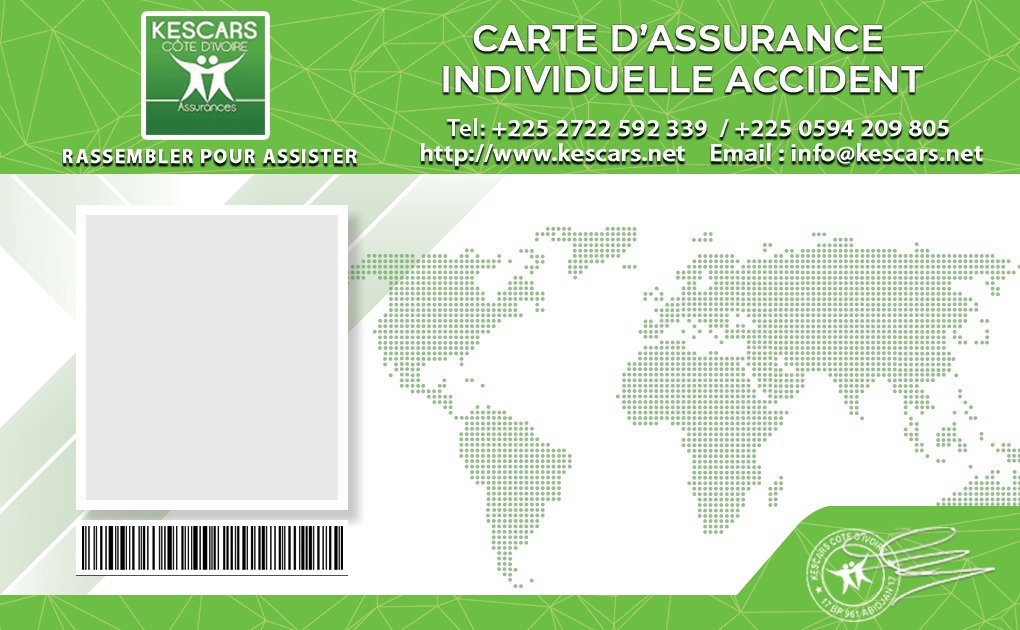 KESCARS
CÔTE D'IVOIRE
Assurances
RASSEMBLER POUR ASSISTER
CARTE D'ASSURANCE
INDIVIDUELLE ACCIDENT
Tel: +225 2722 592 339 / +225 0594 209 805
http://www.kescars.net Email : info@kescars.net
KESCARS COTE D'IVOIRE
17 BP 961 ABIDJAN 17